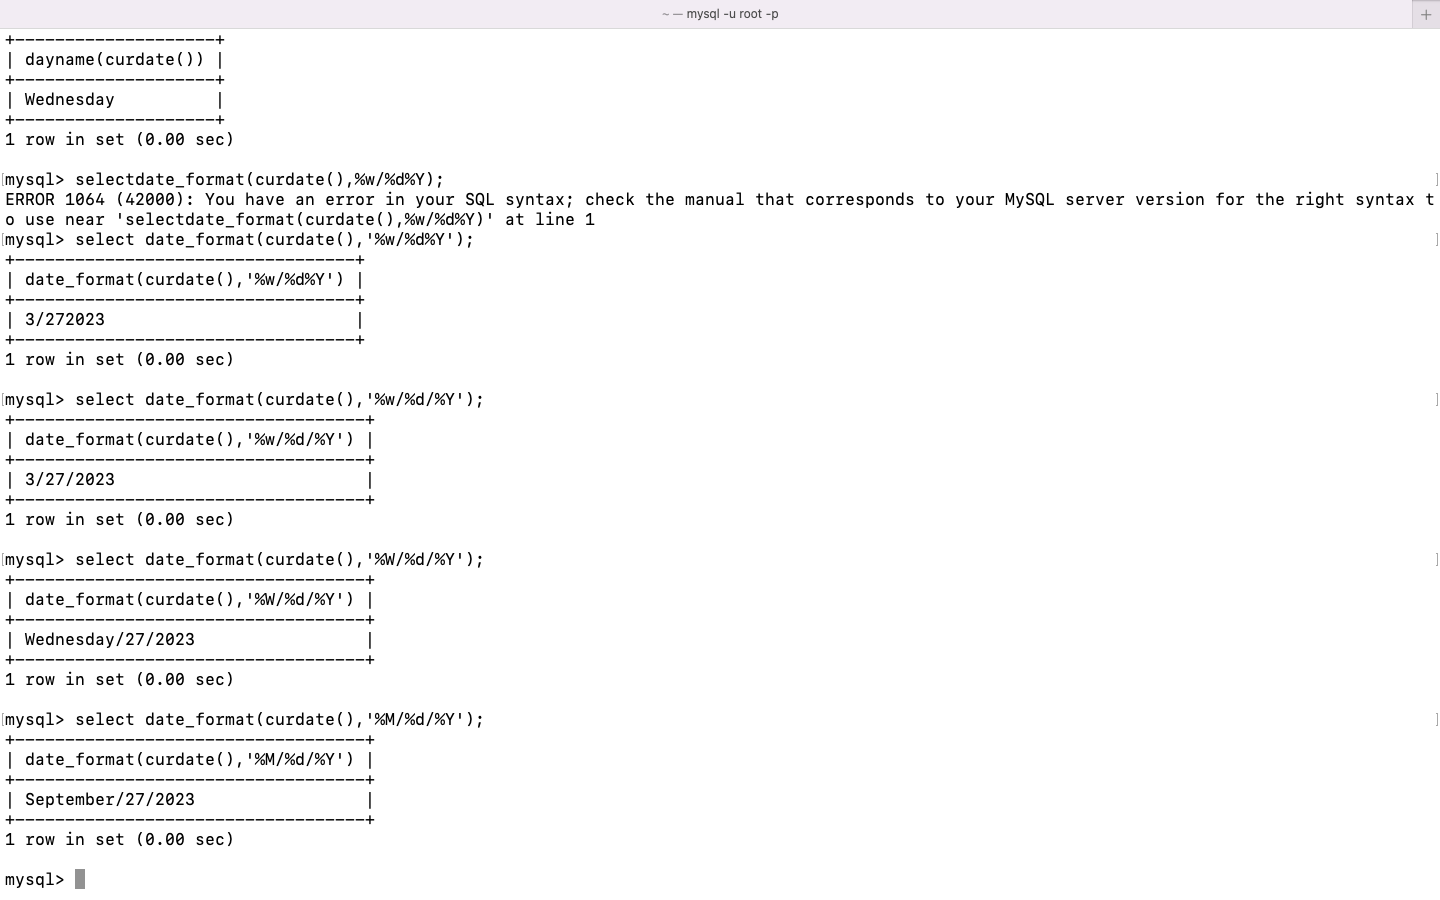 ~ — mysql -u root -p
+
+--------------------+
| dayname(curdate()) |
+--------------------+
| Wednesday          |
+--------------------+
1 row in set (0.00 sec)
mysql> selectdate_format(curdate(),%w/%d%Y);
ERROR 1064 (42000): You have an error in your SQL syntax; check the manual that corresponds to your MySQL server version for the right syntax t
o use near 'selectdate_format(curdate(),%w/%d%Y)' at line 1
mysql> select date_format(curdate(),'%w/%d%Y');
+----------------------------------+
| date_format(curdate(),'%w/%d%Y') |
+----------------------------------+
| 3/272023                         |
+----------------------------------+
1 row in set (0.00 sec)
mysql> select date_format(curdate(),'%w/%d/%Y');
+-----------------------------------+
| date_format(curdate(),'%w/%d/%Y') |
+-----------------------------------+
| 3/27/2023                         |
+-----------------------------------+
1 row in set (0.00 sec)
mysql> select date_format(curdate(),'%W/%d/%Y');
+-----------------------------------+
| date_format(curdate(),'%W/%d/%Y') |
+-----------------------------------+
| Wednesday/27/2023                 |
+-----------------------------------+
1 row in set (0.00 sec)
mysql> select date_format(curdate(),'%M/%d/%Y');
+-----------------------------------+
| date_format(curdate(),'%M/%d/%Y') |
+-----------------------------------+
| September/27/2023                 |
+-----------------------------------+
1 row in set (0.00 sec)
mysql>